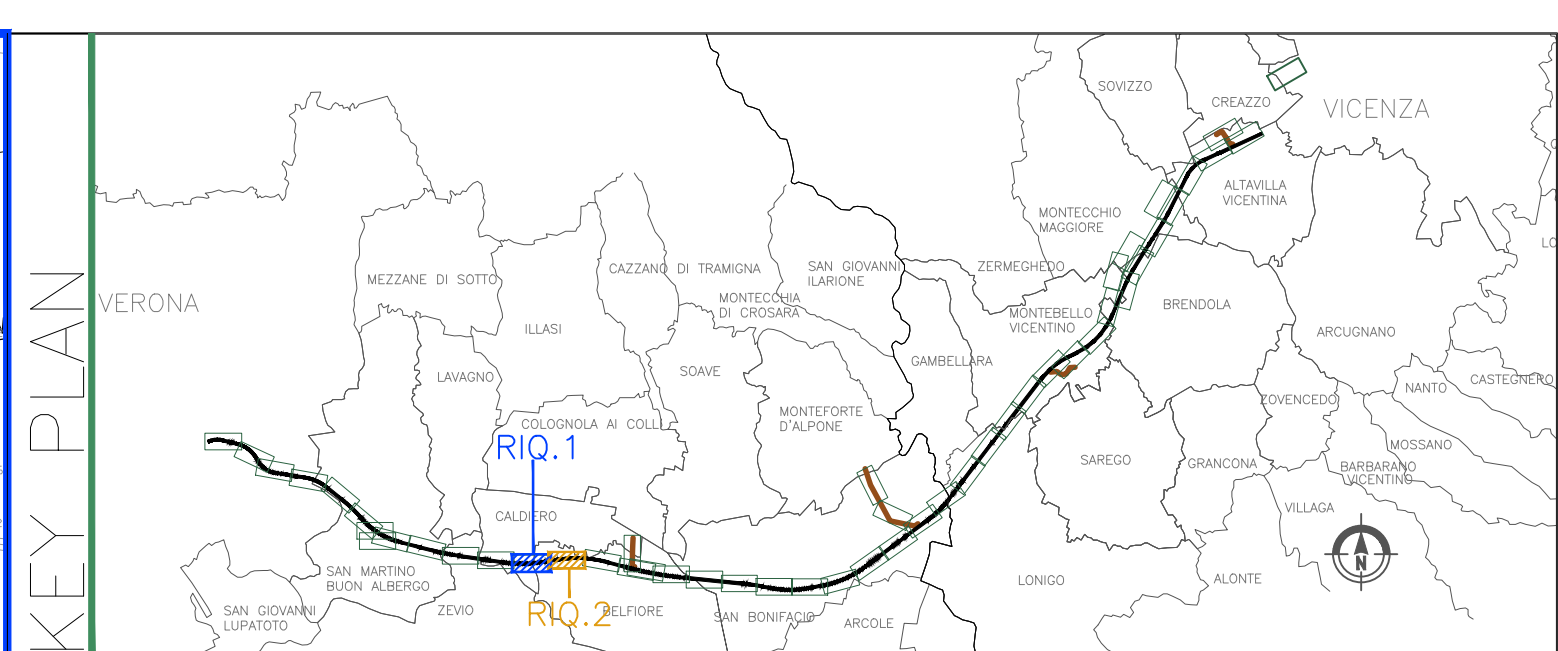 KEY PLAN
SOVIZZO
CREAZZO
VICENZA
ALTAVILLA
VICENTINA
MONTECCHIO
MAGGIORE
VERONA
MEZZANE DI SOTTO
CAZZANO DI TRAMIGNA
SAN GIOVANNI
ILARIONE
ZERMEGHEDO
MONTECCHIA
DI CROSARA
BRENDOLA
MONTEBELLO
VICENTINO
ILLASI
ARCUGNANO
GAMBELLARA
LAVAGNO
SOAVE
NANTO
CASTEGNERO
ZOVENCEDO
MONTEFORTE
D'ALPONE
COLOGNOLA AI COLLI
RIQ.1
MOSSANO
SAREGO
GRANCONA
BARBARANO
VICENTINO
VILLAGA
CALDIERO
N
SAN MARTINO
BUON ALBERGO
LONIGO
ALONTE
SAN GIOVANNI
LUPATOTO
ZEVIO
RIQ.2
BELFIORE
SAN BONIFACIO
ARCOLE